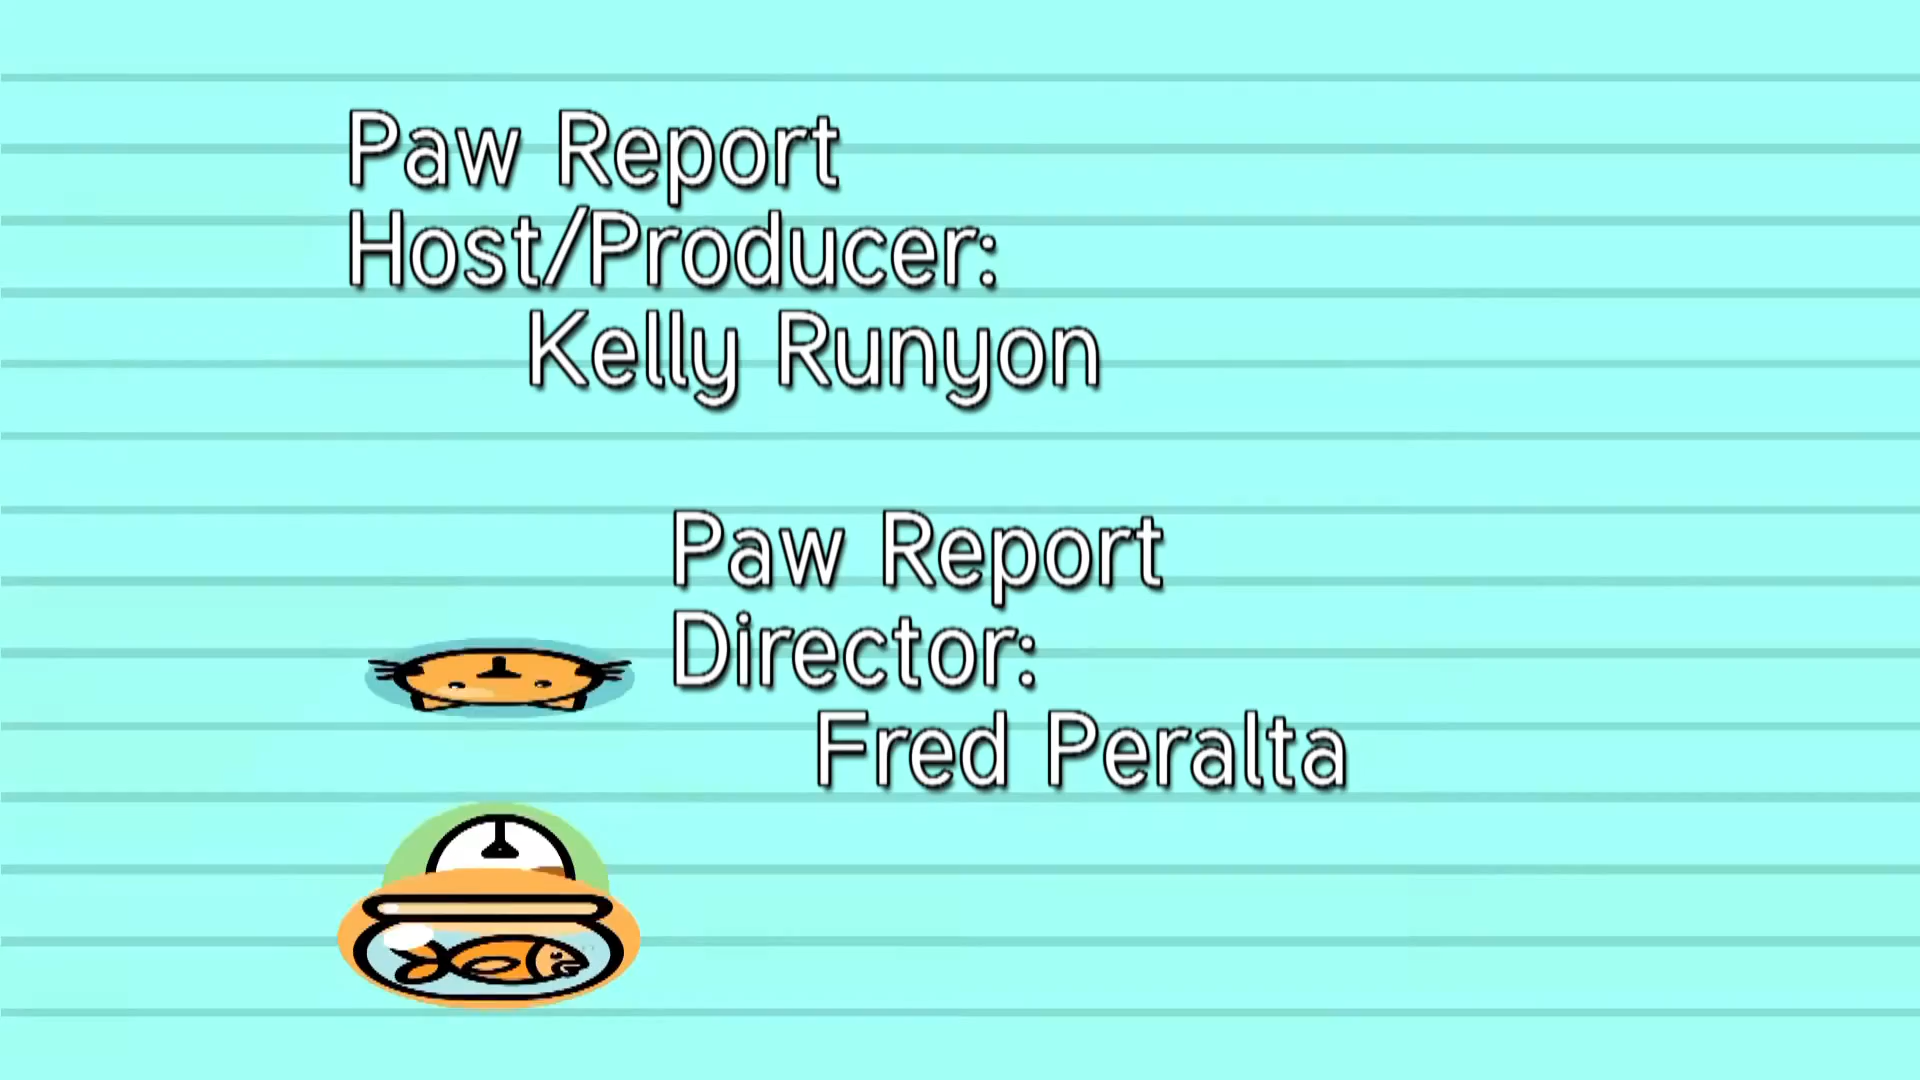 Paw Report
Host/Producer:
Kelly Runyon
Paw Report
Director:
Fred Peralta